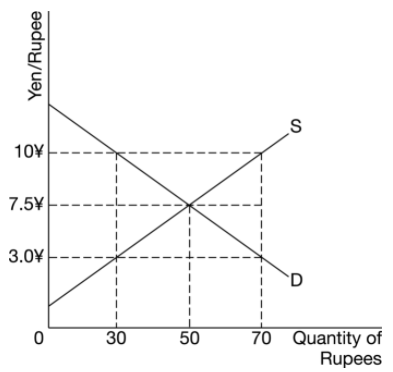 Yen/Rupee
S
10¥
7.5¥
3.0¥
D
0 30 50 70 Quantity of
Rupees